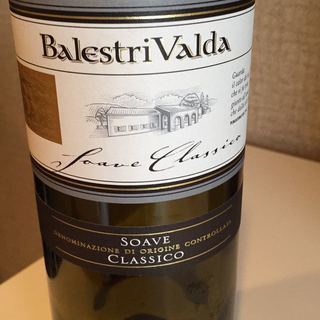 BalestriValda
Soave Classico
SOAVE
DENOMINAZIONE DI ORIGINE CONTROLLATA
CLASSICO